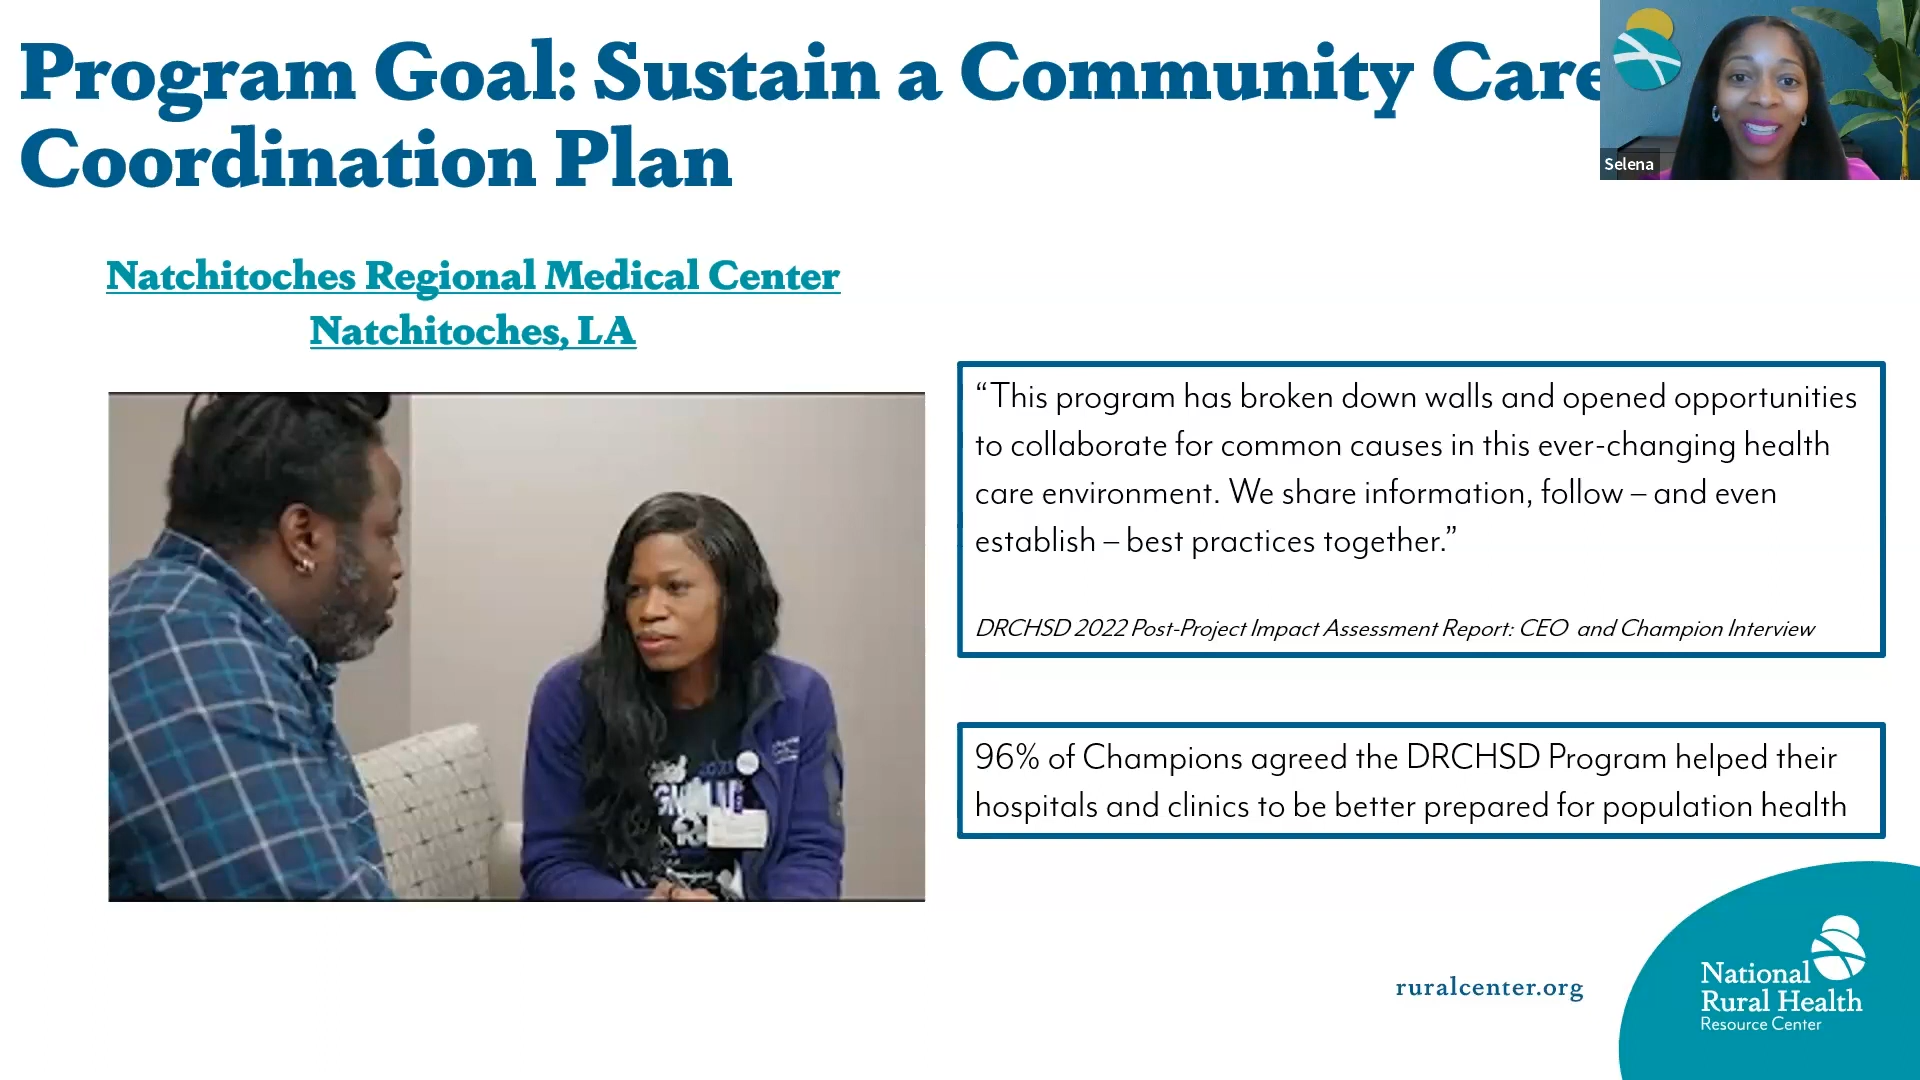 Program Goal: Sustain a Community Care
Coordination Plan
Selena
Natchitoches Regional Medical Center
Natchitoches, LA
“This program has broken down walls and opened opportunities
to collaborate for common causes in this ever-changing health
care environment. We share information, follow – and even
establish – best practices together.”
DRCHSD 2022 Post-Project Impact Assessment Report: CEO and Champion Interview
96% of Champions agreed the DRCHSD Program helped their
hospitals and clinics to be better prepared for population health
ruralcenter.org
National
Rural Health
Resource Center